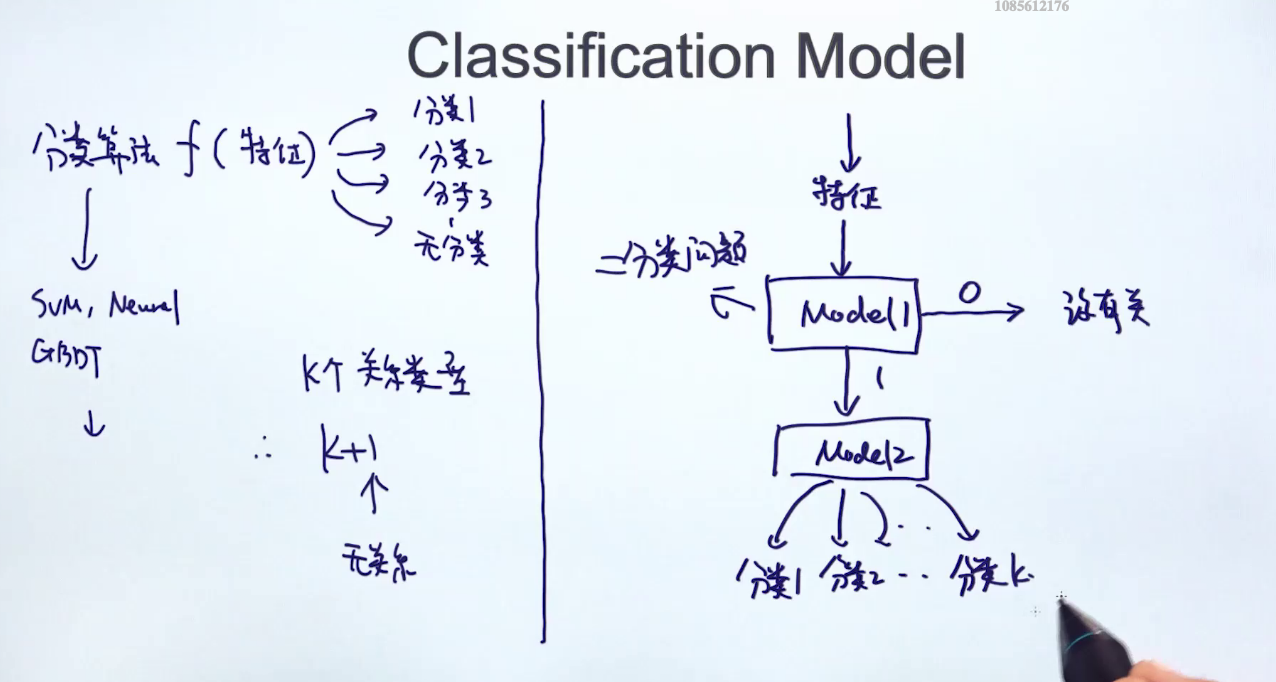 1085612176
Classification Model
分类算法 f(特征)
分类1
分类2
分类3
无分类
SVM, Neural
GBDT
K个关系类型
∴ K+1
无关系
特征
二分类问题
Model1
0
没有关
1
Model2
分类1 分类2 ·· 分类k.